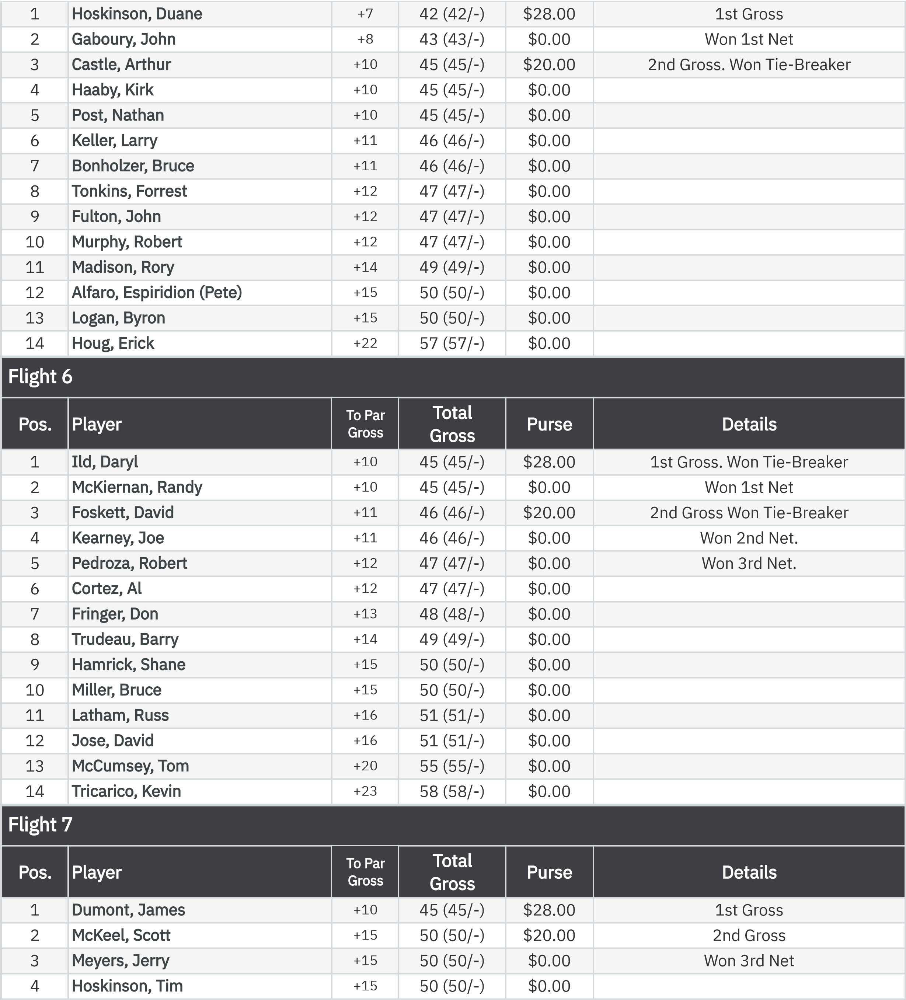 1 Hoskinson, Duane +7 42 (42/-) $28.00 1st Gross
2 Gaboury, John +8 43 (43/-) $0.00 Won 1st Net
3 Castle, Arthur +10 45 (45/-) $20.00 2nd Gross. Won Tie-Breaker
4 Haaby, Kirk +10 45 (45/-) $0.00
5 Post, Nathan +10 45 (45/-) $0.00
6 Keller, Larry +11 46 (46/-) $0.00
7 Bonholzer, Bruce +11 46 (46/-) $0.00
8 Tonkins, Forrest +12 47 (47/-) $0.00
9 Fulton, John +12 47 (47/-) $0.00
10 Murphy, Robert +12 47 (47/-) $0.00
11 Madison, Rory +14 49 (49/-) $0.00
12 Alfaro, Espiridion (Pete) +15 50 (50/-) $0.00
13 Logan, Byron +15 50 (50/-) $0.00
14 Houg, Erick +22 57 (57/-) $0.00
Flight 6
Pos. Player To Par Gross Total Gross Purse Details
1 Ild, Daryl +10 45 (45/-) $28.00 1st Gross. Won Tie-Breaker
2 McKiernan, Randy +10 45 (45/-) $0.00 Won 1st Net
3 Foskett, David +11 46 (46/-) $20.00 2nd Gross Won Tie-Breaker
4 Kearney, Joe +11 46 (46/-) $0.00 Won 2nd Net.
5 Pedroza, Robert +12 47 (47/-) $0.00 Won 3rd Net.
6 Cortez, Al +12 47 (47/-) $0.00
7 Fringer, Don +13 48 (48/-) $0.00
8 Trudeau, Barry +14 49 (49/-) $0.00
9 Hamrick, Shane +15 50 (50/-) $0.00
10 Miller, Bruce +15 50 (50/-) $0.00
11 Latham, Russ +16 51 (51/-) $0.00
12 Jose, David +16 51 (51/-) $0.00
13 McCumsey, Tom +20 55 (55/-) $0.00
14 Tricarico, Kevin +23 58 (58/-) $0.00
Flight 7
Pos. Player To Par Gross Total Gross Purse Details
1 Dumont, James +10 45 (45/-) $28.00 1st Gross
2 McKeel, Scott +15 50 (50/-) $20.00 2nd Gross
3 Meyers, Jerry +15 50 (50/-) $0.00 Won 3rd Net
4 Hoskinson, Tim +15 50 (50/-) $0.00